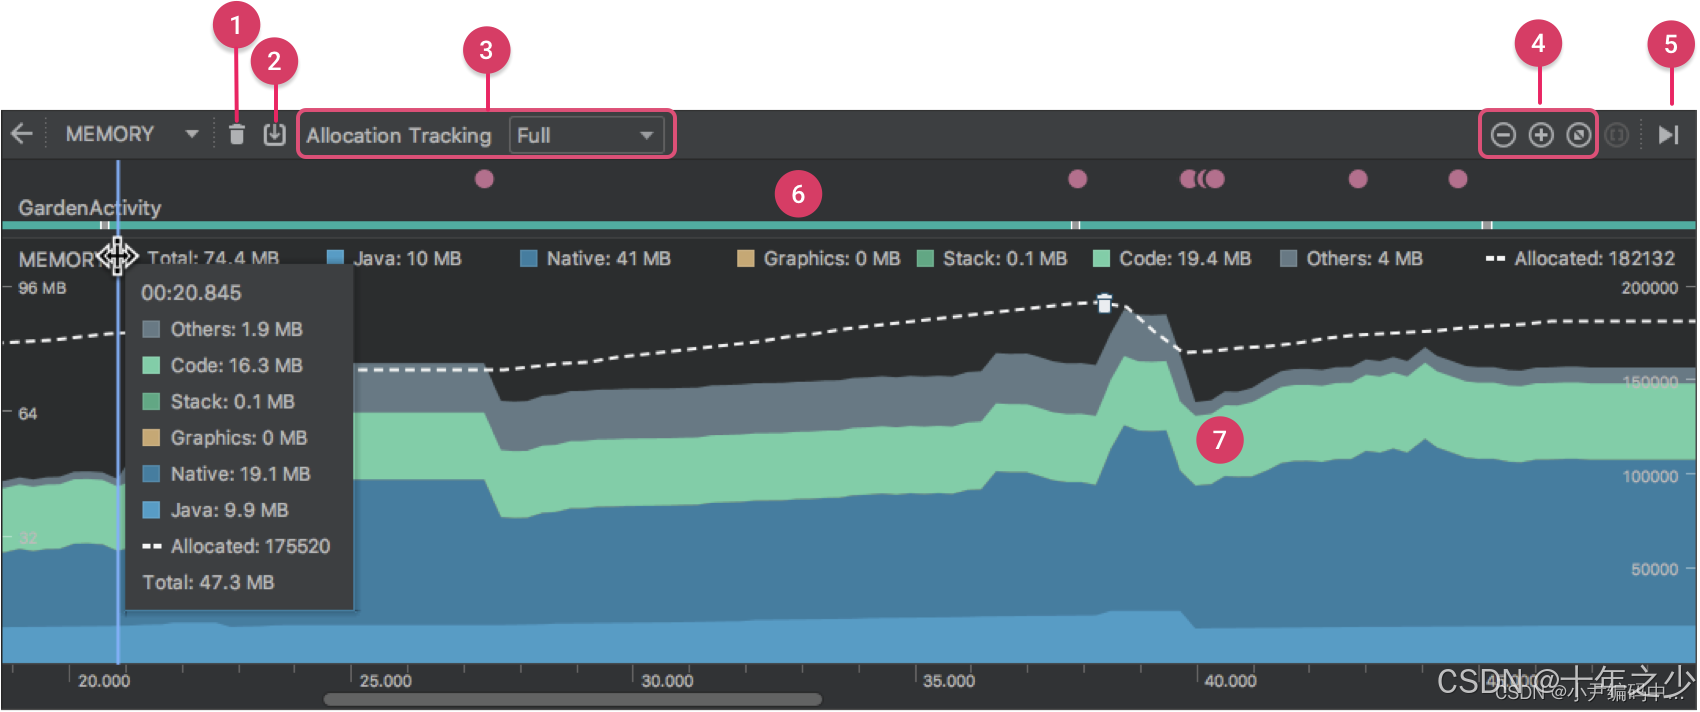 1
2
3
4
5
MEMORY
Allocation Tracking
Full
6
GardenActivity
MEMORY
Total: 74.4 MB
Java: 10 MB
Native: 41 MB
Graphics: 0 MB
Stack: 0.1 MB
Code: 19.4 MB
Others: 4 MB
Allocated: 182132
96 MB
200000
00:20.845
Others: 1.9 MB
Code: 16.3 MB
150000
Stack: 0.1 MB
64
Graphics: 0 MB
7
Native: 19.1 MB
100000
Java: 9.9 MB
32
Allocated: 175520
50000
Total: 47.3 MB
20.000
25.000
30.000
35.000
40.000
45.000
CSDN @十年之少
CSDN @小尹编码中...